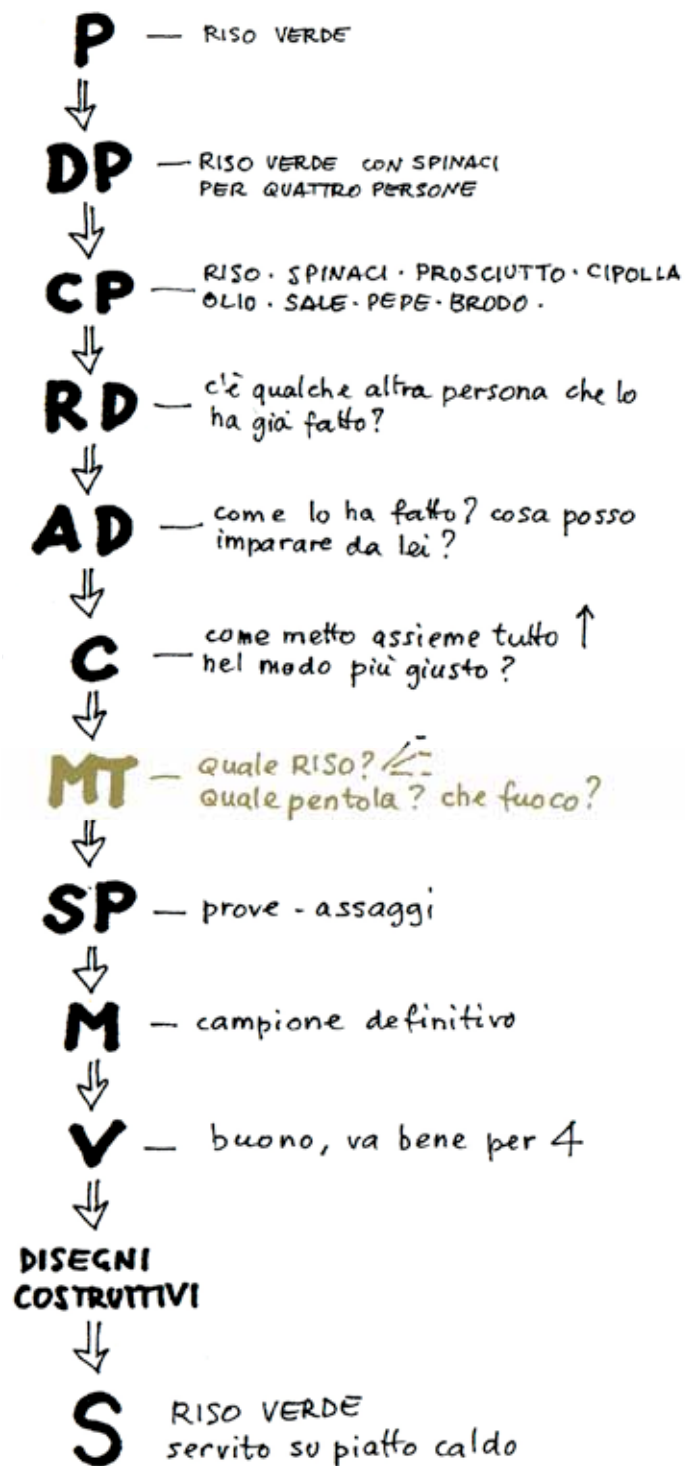 P — RISO VERDE
DP — RISO VERDE CON SPINACI
PER QUATTRO PERSONE
CP — RISO · SPINACI · PROSCIUTTO · CIPOLLA
OLIO · SALE · PEPE · BRODO ·
RD — c'è qualche altra persona che lo
ha già fatto?
AD — come lo ha fatto? cosa posso
imparare da lei?
C — come metto assieme tutto ↑
nel modo più giusto?
MT — Quale RISO?
Quale pentola? che fuoco?
SP — prove - assaggi
M — campione definitivo
V — buono, va bene per 4
DISEGNI
COSTRUTTIVI
S RISO VERDE
servito su piatto caldo